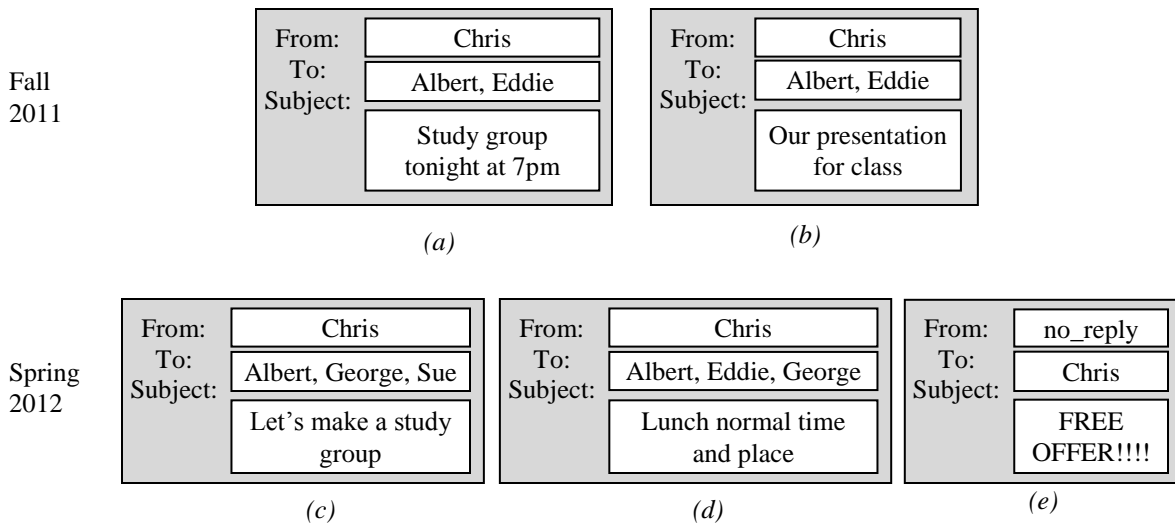 Fall
2011
From:
Chris
To:
Albert, Eddie
Subject:
Study group
tonight at 7pm
(a)
From:
Chris
To:
Albert, Eddie
Subject:
Our presentation
for class
(b)
Spring
2012
From:
Chris
To:
Albert, George, Sue
Subject:
Let’s make a study
group
(c)
From:
Chris
To:
Albert, Eddie, George
Subject:
Lunch normal time
and place
(d)
From:
no_reply
To:
Chris
Subject:
FREE
OFFER!!!!
(e)